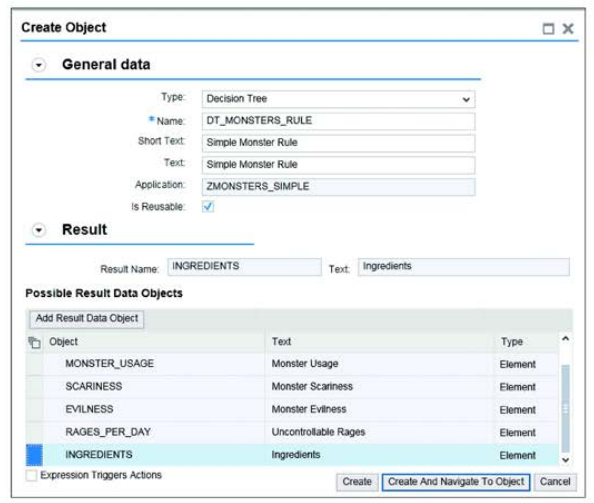 Create Object
General data
Type: Decision Tree
* Name: DT_MONSTERS_RULE
Short Text: Simple Monster Rule
Text: Simple Monster Rule
Application: ZMONSTERS_SIMPLE
Is Reusable:
Result
Result Name: INGREDIENTS Text: Ingredients
Possible Result Data Objects
Add Result Data Object
Object Text Type
MONSTER_USAGE Monster Usage Element
SCARINESS Monster Scariness Element
EVILNESS Monster Evilness Element
RAGES_PER_DAY Uncontrollable Rages Element
INGREDIENTS Ingredients Element
Expression Triggers Actions
Create Create And Navigate To Object Cancel